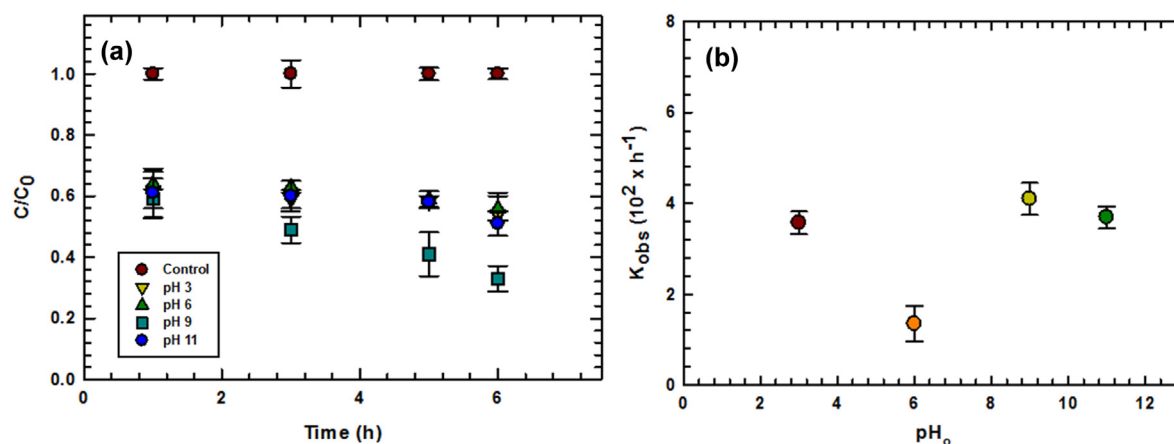 (a)
C/C0
1.0
0.8
0.6
0.4
0.2
0.0
Control
pH 3
pH 6
pH 9
pH 11
0 2 4 6
Time (h)
(b)
Kobs (10² x h⁻¹)
8
6
4
2
0
0 2 4 6 8 10 12
pHo